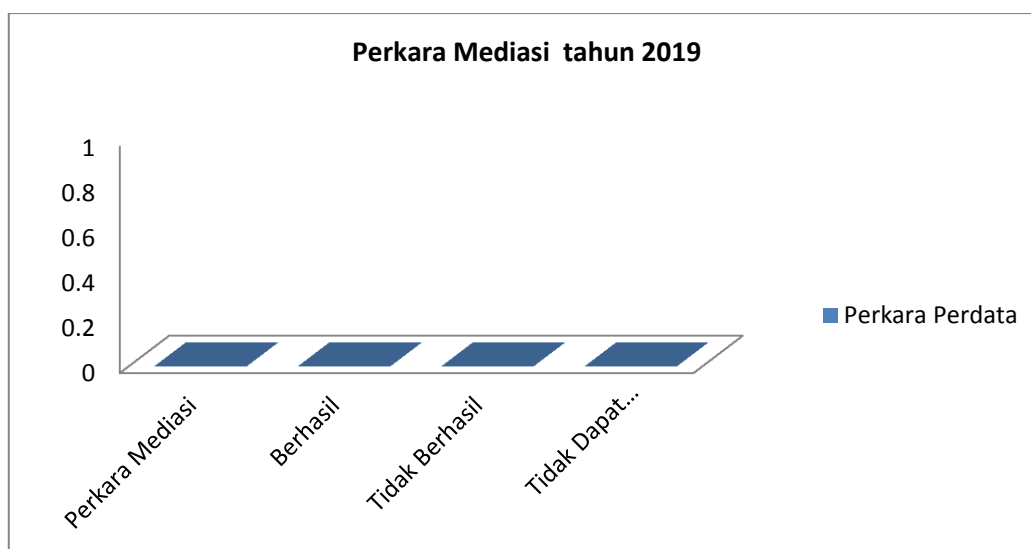 Perkara Mediasi  tahun 2019
1
0.8
0.6
0.4
0.2
0
Perkara Mediasi
Berhasil
Tidak Berhasil
Tidak Dapat...
Perkara Perdata